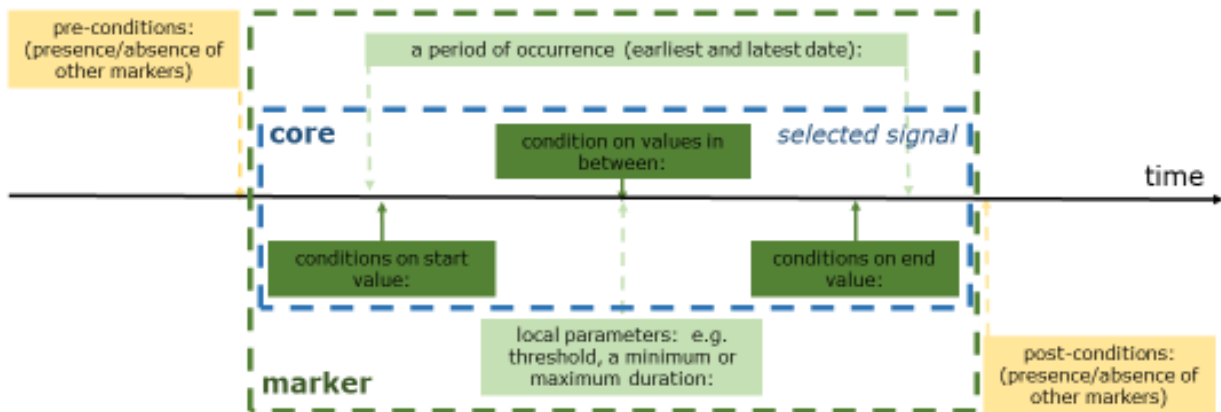 pre-conditions:
(presence/absence of
other markers)
a period of occurrence (earliest and latest date):
core
condition on values in
between:
selected signal
time
conditions on start
value:
conditions on end
value:
local parameters:  e.g.
threshold, a minimum or
maximum duration:
marker
post-conditions:
(presence/absence of
other markers)